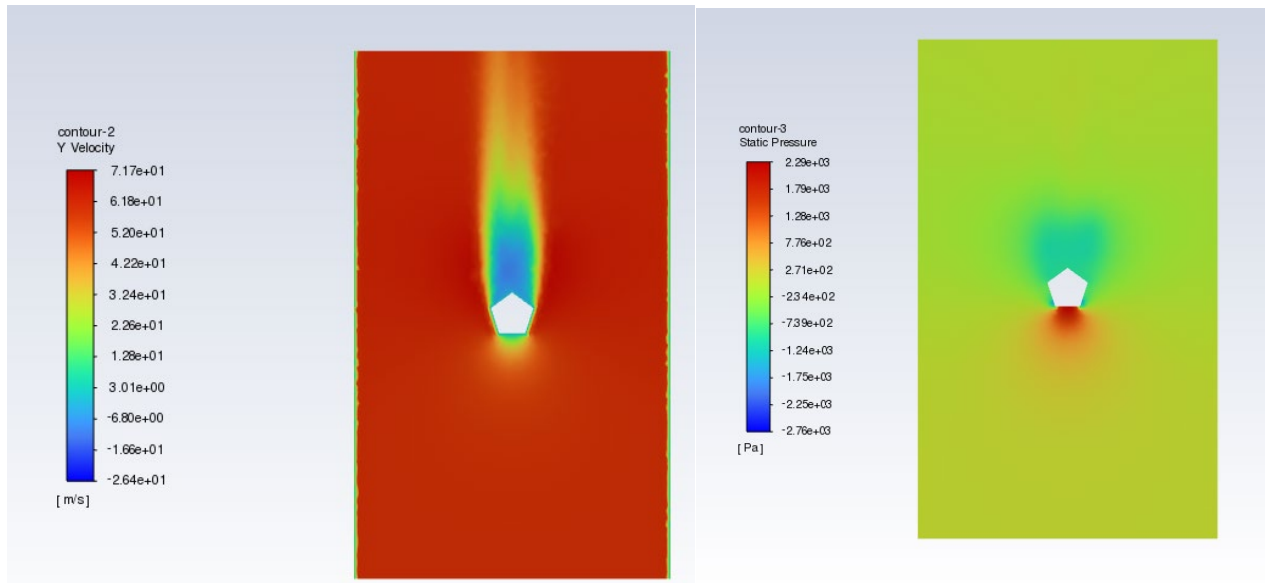 contour-2
Y Velocity
7.17e+01
6.18e+01
5.20e+01
4.22e+01
3.24e+01
2.26e+01
1.28e+01
3.01e+00
-6.80e+00
-1.66e+01
-2.64e+01
[ m/s]
contour-3
Static Pressure
2.29e+03
1.79e+03
1.28e+03
7.76e+02
2.71e+02
-2.34e+02
-7.39e+02
-1.24e+03
-1.75e+03
-2.25e+03
-2.76e+03
[ Pa]